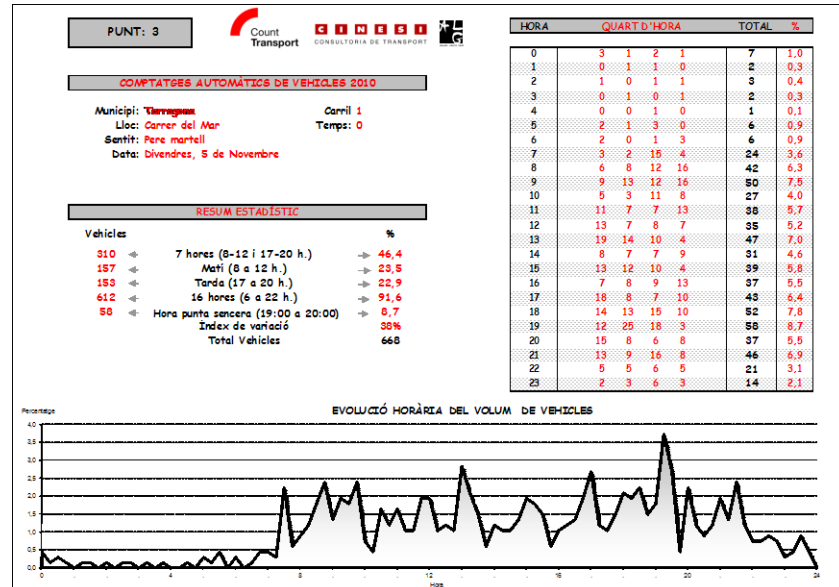 PUNT: 3
Count
Transport
CINESI
CONSULTORIA DE TRANSPORT
COMPTATGES AUTOMÀTICS DE VEHICLES 2010
Municipi:
Carril 1
Lloc: Carrer del Mar
Temps: 0
Sentit: Pere martell
Data: Divendres, 5 de Novembre
RESUM ESTADÍSTIC
Vehicles %
310 7 hores (8-12 i 17-20 h.) 46,4
157 Matí (8 a 12 h.) 23,5
153 Tarda (17 a 20 h.) 22,9
612 16 hores (6 a 22 h.) 91,6
58 Hora punta sencera (19:00 a 20:00) 8,7
Índex de variació 38%
Total Vehicles 668
HORA QUART D'HORA TOTAL %
0 3 1 2 1 7 1,0
1 0 1 1 0 2 0,3
2 1 0 1 1 3 0,4
3 0 1 0 1 2 0,3
4 0 0 1 0 1 0,1
5 2 1 3 0 6 0,9
6 2 0 1 3 6 0,9
7 3 2 15 4 24 3,6
8 6 8 12 16 42 6,3
9 9 13 12 16 50 7,5
10 5 3 11 8 27 4,0
11 11 7 7 13 38 5,7
12 13 7 8 7 35 5,2
13 19 14 10 4 47 7,0
14 8 7 7 9 31 4,6
15 13 12 10 4 39 5,8
16 7 8 9 13 37 5,5
17 18 8 7 10 43 6,4
18 14 13 15 10 52 7,8
19 12 25 18 3 58 8,7
20 15 8 6 8 37 5,5
21 13 9 16 8 46 6,9
22 5 5 6 5 21 3,1
23 2 3 6 3 14 2,1
Percentatge
EVOLUCIÓ HORÀRIA DEL VOLUM DE VEHICLES
4,0
3,5
3,0
2,5
2,0
1,5
1,0
0,5
0,0
0 4 8 12 16 20 24
Hora